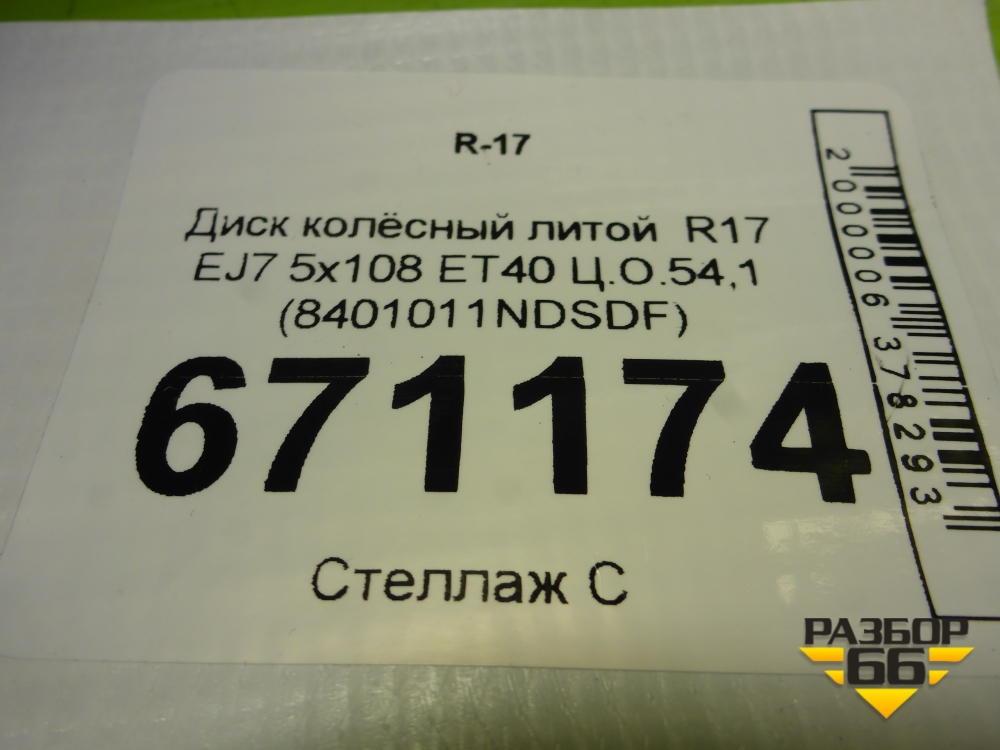 R-17
Диск колёсный литой R17
EJ7 5x108 ET40 Ц.О.54,1
(8401011NDSDF)
671174
Стеллаж С
2000006378293
РАЗБОР
66